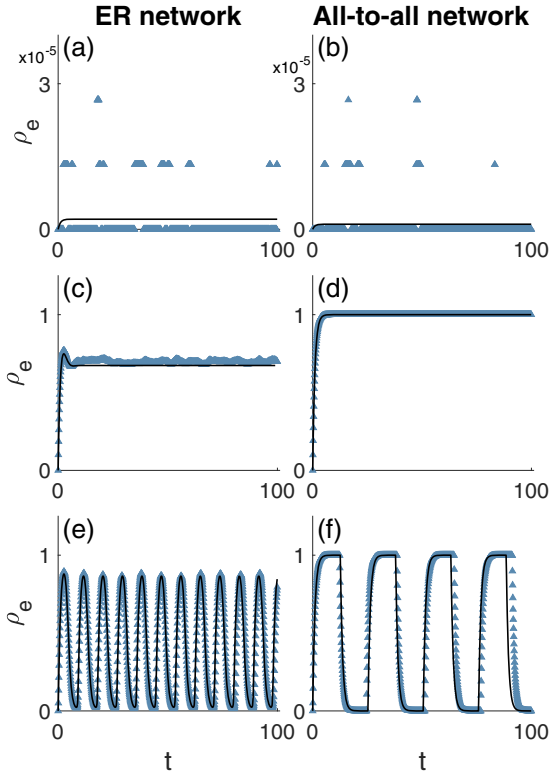 ER network All-to-all network
x10⁻⁵ (a) x10⁻⁵ (b)
3 3
ρₑ
0 0
0 100 0 100
(c) (d)
1 1
ρₑ
0 0
0 100 0 100
(e) (f)
1 1
ρₑ
0 0
0 100 0 100
t t